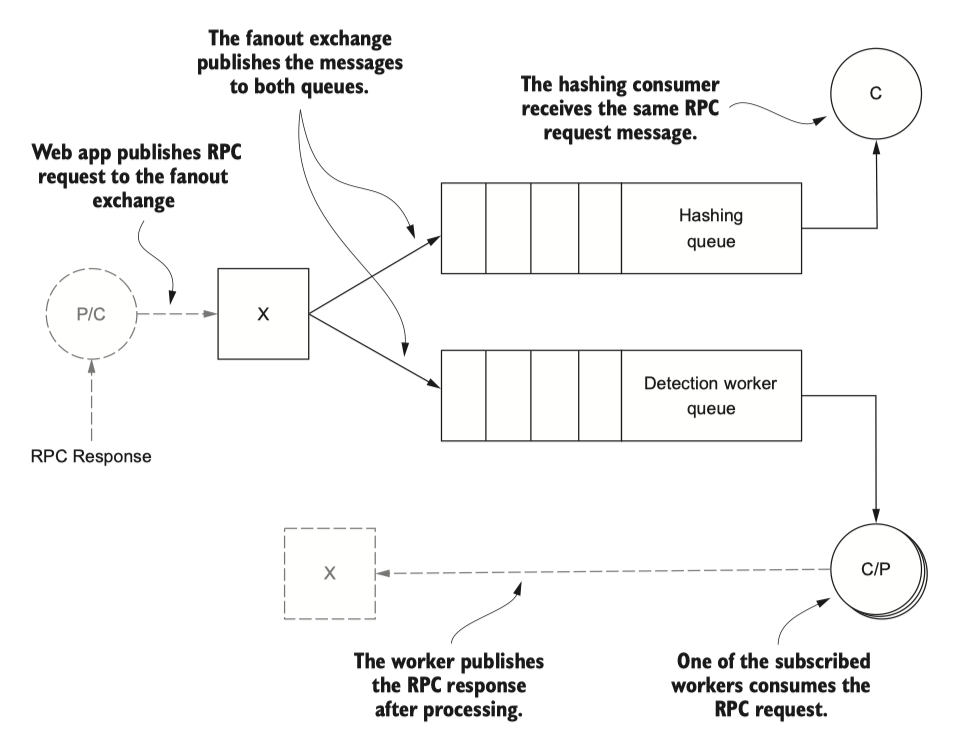 The fanout exchange
publishes the messages
to both queues.
The hashing consumer
receives the same RPC
request message.
C
Web app publishes RPC
request to the fanout
exchange
Hashing
queue
P/C
X
Detection worker
queue
RPC Response
X
C/P
The worker publishes
the RPC response
after processing.
One of the subscribed
workers consumes the
RPC request.